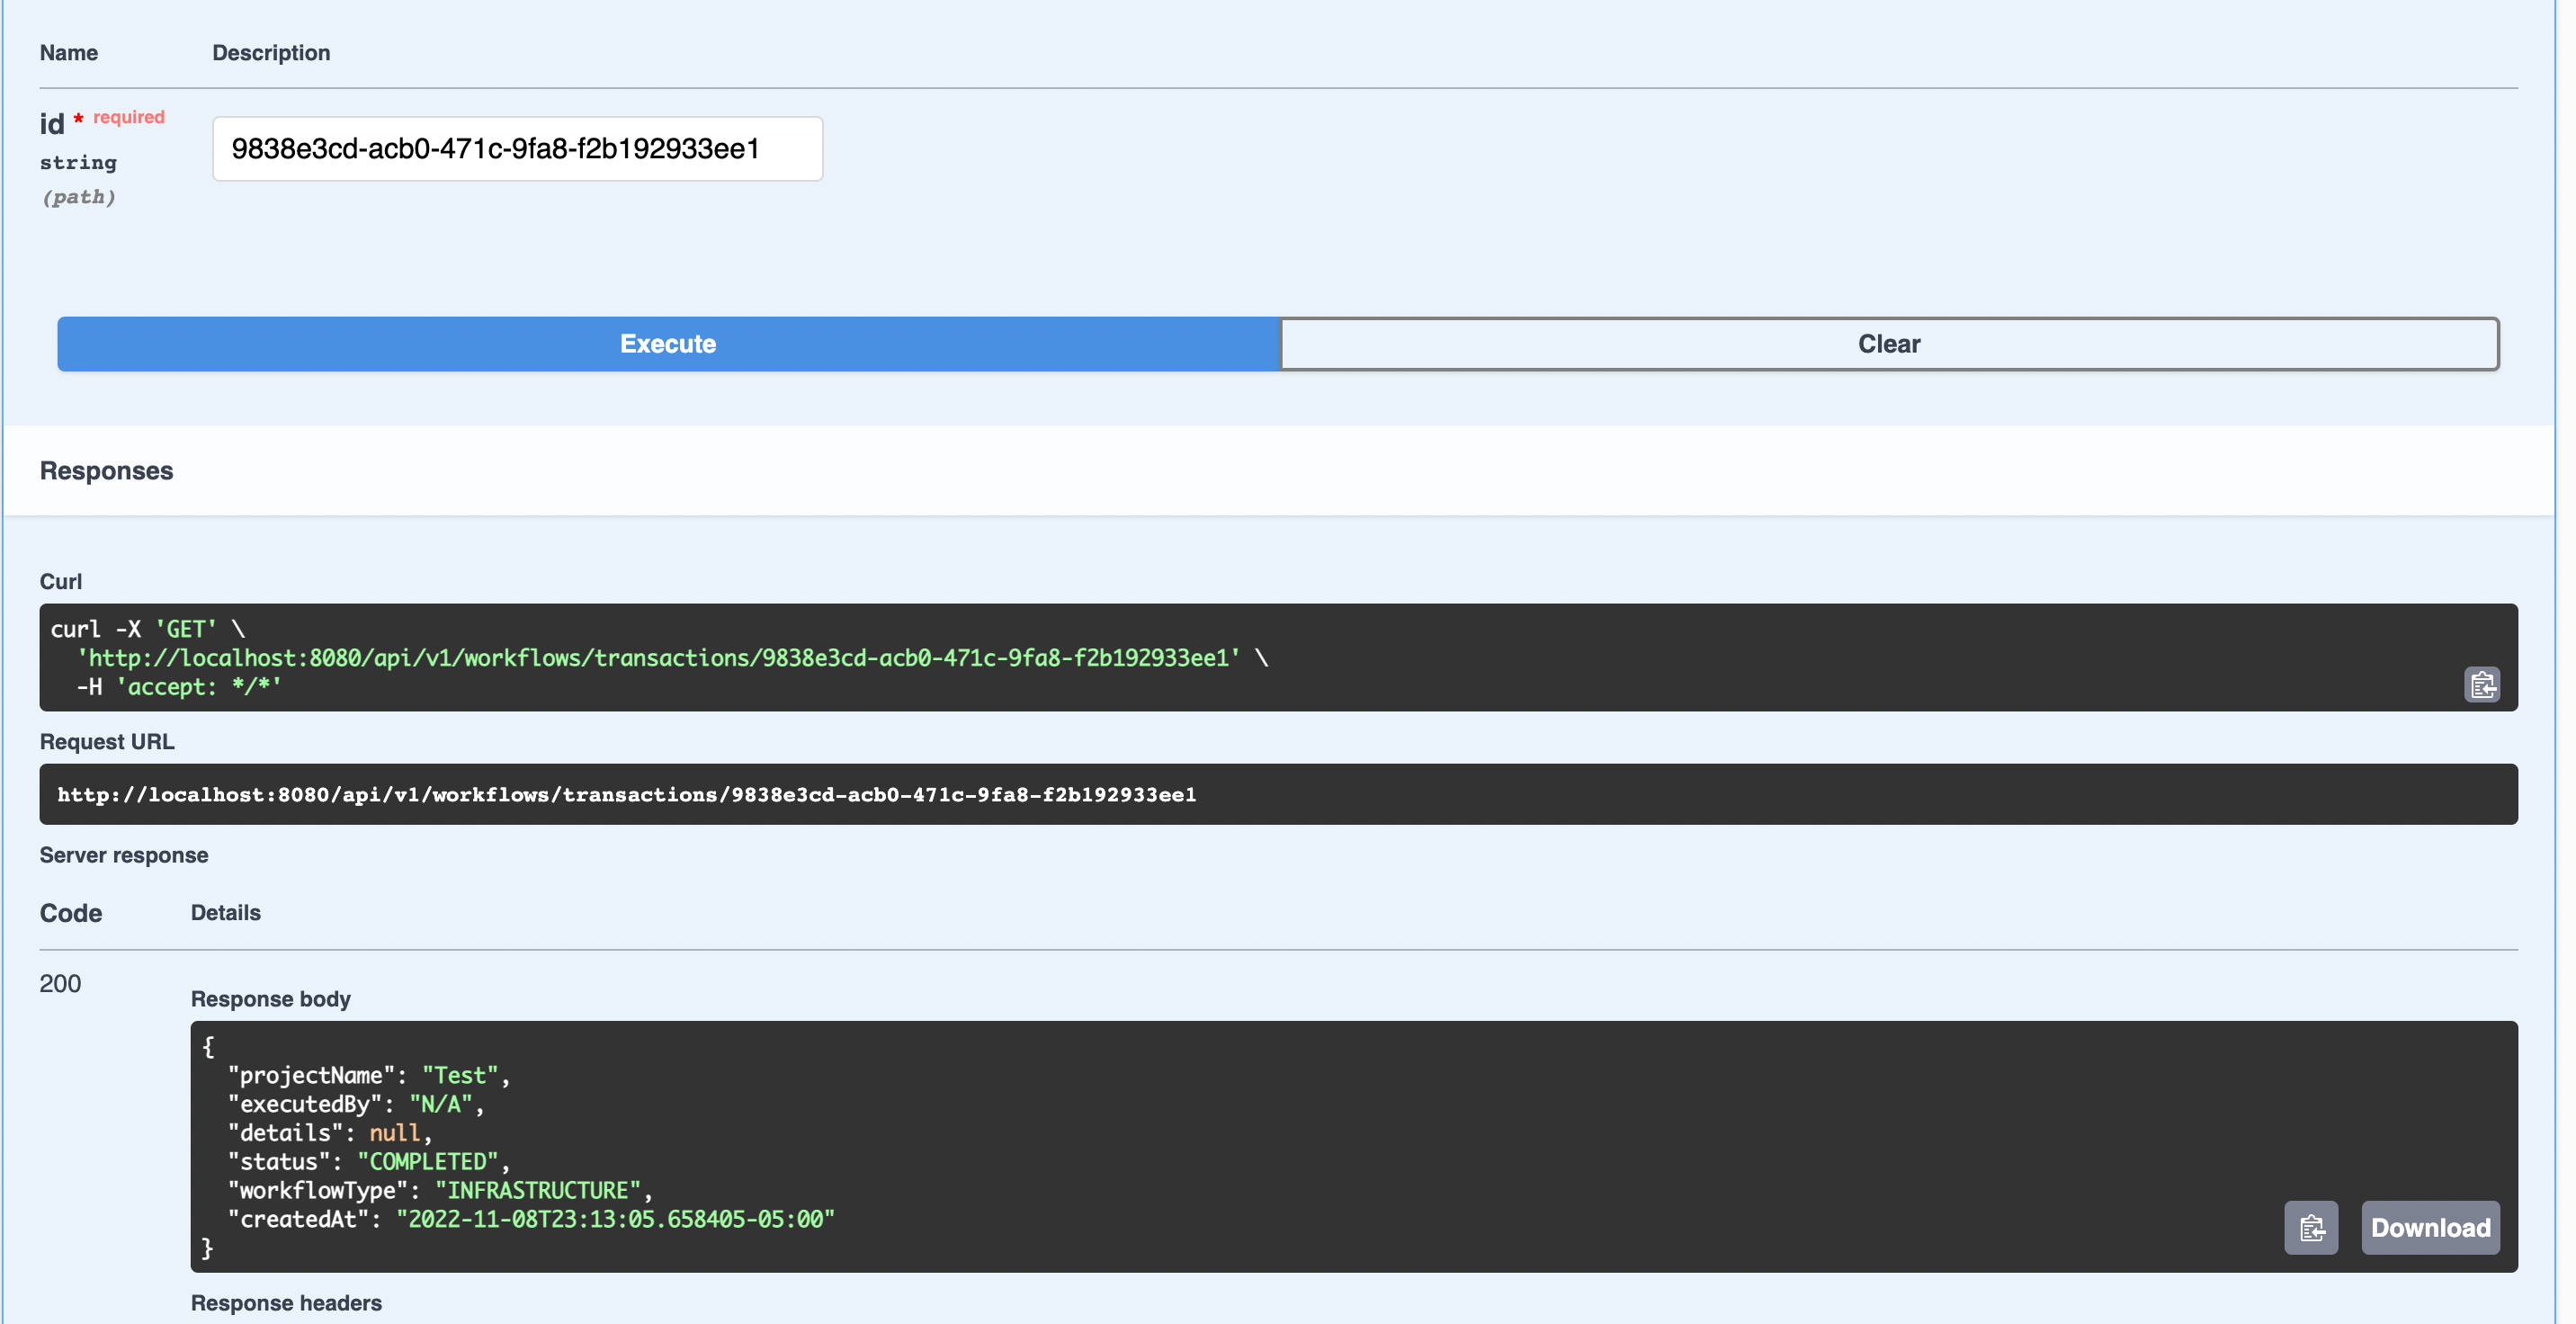 Name Description
id * required
string
(path)
9838e3cd-acb0-471c-9fa8-f2b192933ee1
Execute Clear
Responses
Curl
curl -X 'GET' \
  'http://localhost:8080/api/v1/workflows/transactions/9838e3cd-acb0-471c-9fa8-f2b192933ee1' \
  -H 'accept: */*'
Request URL
http://localhost:8080/api/v1/workflows/transactions/9838e3cd-acb0-471c-9fa8-f2b192933ee1
Server response
Code Details
200
Response body
{
  "projectName": "Test",
  "executedBy": "N/A",
  "details": null,
  "status": "COMPLETED",
  "workflowType": "INFRASTRUCTURE",
  "createdAt": "2022-11-08T23:13:05.658405-05:00"
}
Download
Response headers